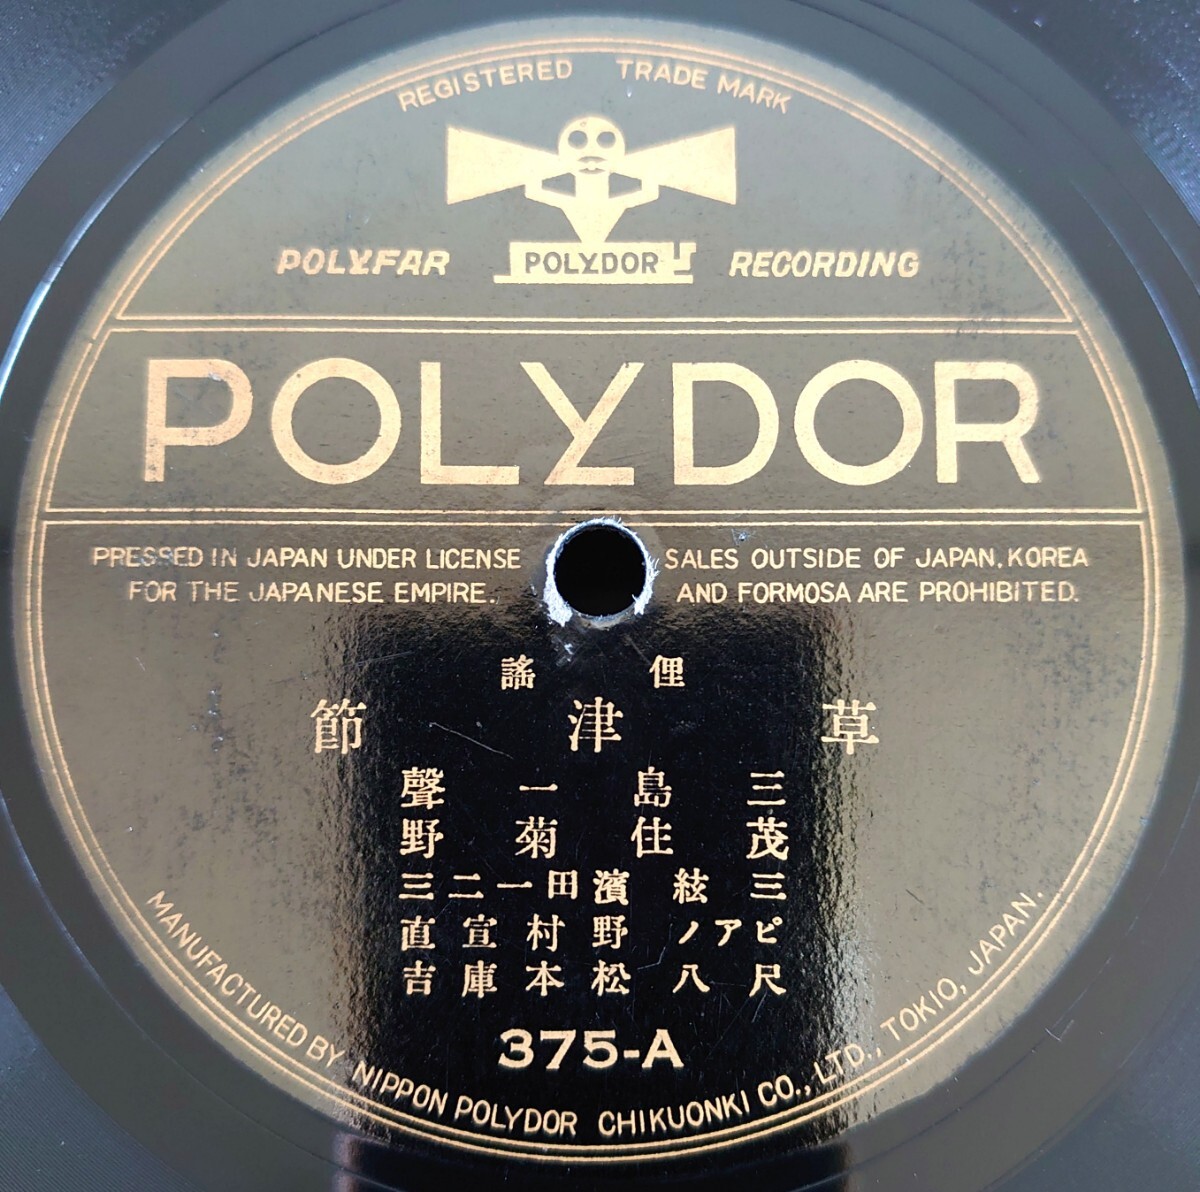 REGISTERED TRADE MARK
POLYFAR POLYDOR RECORDING
POLYDOR
PRESSED IN JAPAN UNDER LICENSE
FOR THE JAPANESE EMPIRE.
SALES OUTSIDE OF JAPAN, KOREA
AND FORMOSA ARE PROHIBITED.
俚謠
草津節
三島一聲
茂住菊野
三絃 濱田一二三
ピアノ 野村宣直
尺八 松本庫吉
375-A
MANUFACTURED BY NIPPON POLYDOR CHIKUONKI CO., LTD., TOKIO, JAPAN.